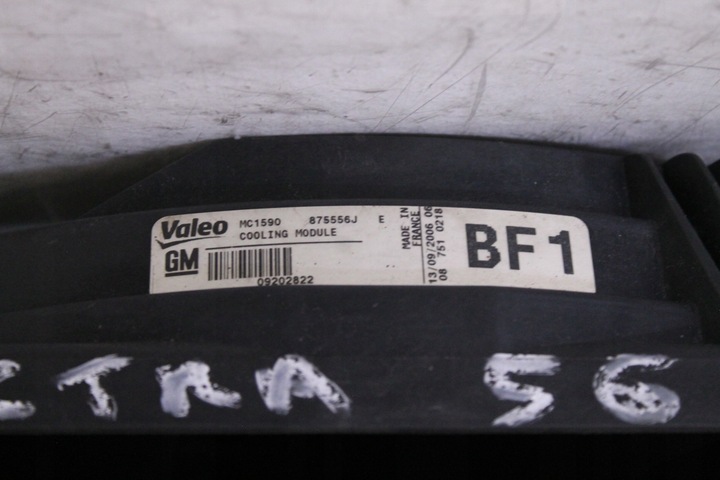 Valeo MC1590 875556J E
COOLING MODULE
GM
09202822
MADE IN
FRANCE
13/09/2006 06
08 751 0218
BF1
CTRA 56